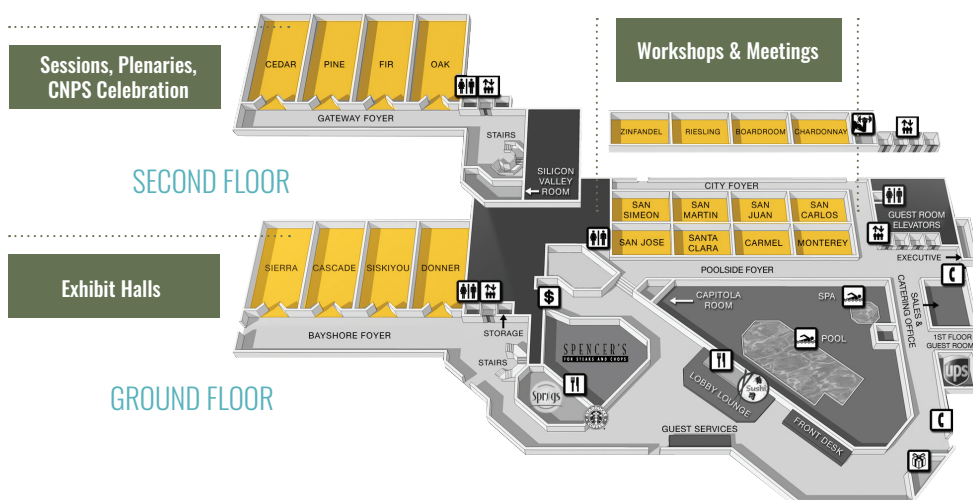 Sessions, Plenaries,
CNPS Celebration
Workshops & Meetings
CEDAR
PINE
FIR
OAK
GATEWAY FOYER
STAIRS
SILICON
VALLEY
ROOM
SECOND FLOOR
ZINFANDEL
RIESLING
BOARDROOM
CHARDONNAY
CITY FOYER
SAN
SIMEON
SAN
MARTIN
SAN
JUAN
SAN
CARLOS
SAN JOSE
SANTA
CLARA
CARMEL
MONTEREY
GUEST ROOM
ELEVATORS
EXECUTIVE
POOLSIDE FOYER
Exhibit Halls
SIERRA
CASCADE
SISKIYOU
DONNER
BAYSHORE FOYER
STORAGE
STAIRS
$
CAPITOLA
ROOM
SPA
POOL
SALES &
CATERING OFFICE
1ST FLOOR
GUEST ROOM
ups
SPENCER'S
FOR STEAKS AND CHOPS
Sprigs
LOBBY LOUNGE
Sushi
FRONT DESK
GUEST SERVICES
GROUND FLOOR